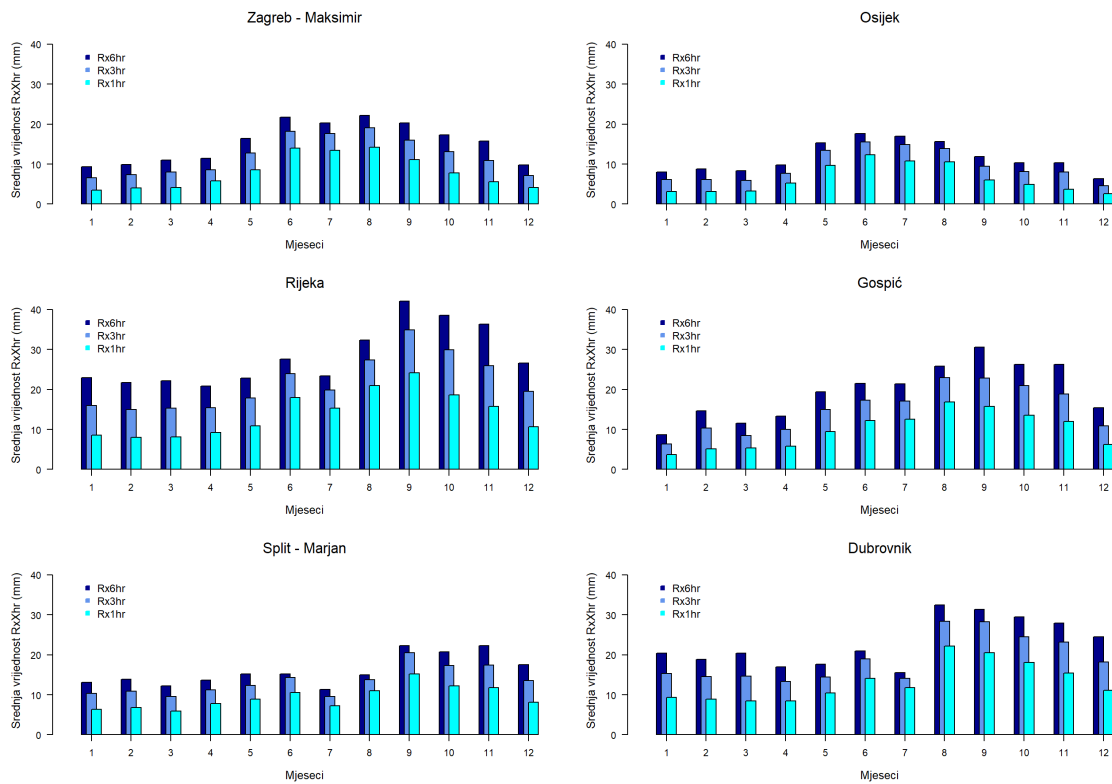 Zagreb - Maksimir
Srednja vrijednost RxXhr (mm)
40
30
20
10
0
Rx6hr
Rx3hr
Rx1hr
1 2 3 4 5 6 7 8 9 10 11 12
Mjeseci
Osijek
Srednja vrijednost RxXhr (mm)
40
30
20
10
0
Rx6hr
Rx3hr
Rx1hr
1 2 3 4 5 6 7 8 9 10 11 12
Mjeseci
Rijeka
Srednja vrijednost RxXhr (mm)
40
30
20
10
0
Rx6hr
Rx3hr
Rx1hr
1 2 3 4 5 6 7 8 9 10 11 12
Mjeseci
Gospić
Srednja vrijednost RxXhr (mm)
40
30
20
10
0
Rx6hr
Rx3hr
Rx1hr
1 2 3 4 5 6 7 8 9 10 11 12
Mjeseci
Split - Marjan
Srednja vrijednost RxXhr (mm)
40
30
20
10
0
Rx6hr
Rx3hr
Rx1hr
1 2 3 4 5 6 7 8 9 10 11 12
Mjeseci
Dubrovnik
Srednja vrijednost RxXhr (mm)
40
30
20
10
0
Rx6hr
Rx3hr
Rx1hr
1 2 3 4 5 6 7 8 9 10 11 12
Mjeseci